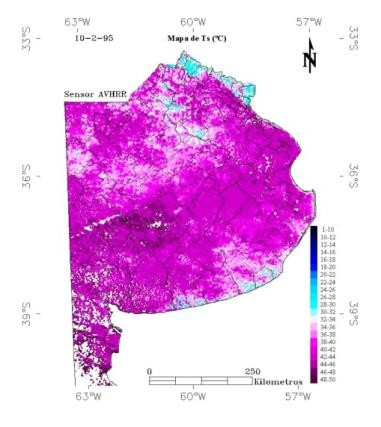 63°W 60°W 57°W
33°S 33°S
10-2-95 Mapa de Ts (ºC)
N
Sensor AVHRR
36°S 36°S
1-10
10-12
12-14
14-16
16-18
18-20
20-22
22-24
24-26
26-28
28-30
30-32
32-34
34-36
36-38
38-40
40-42
42-44
44-46
46-48
48-50
39°S 39°S
0 250
Kilometros
63°W 60°W 57°W